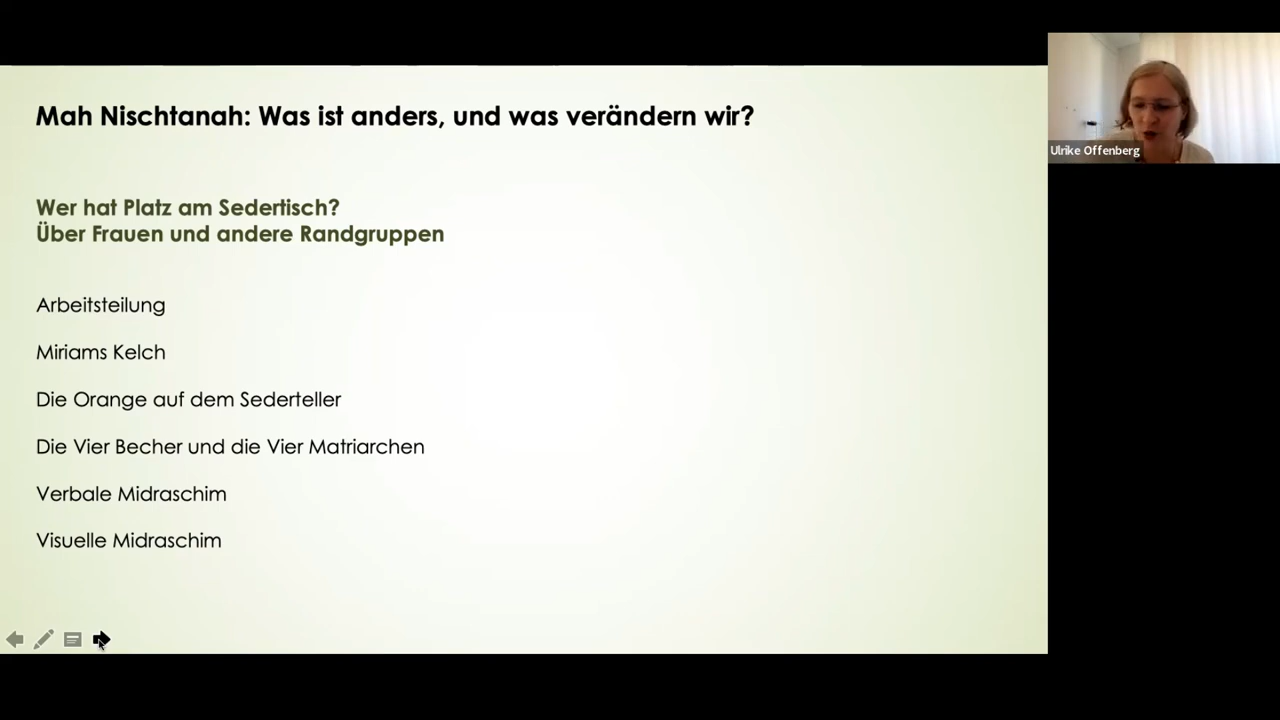 Mah Nischtanah: Was ist anders, und was verändern wir?
Wer hat Platz am Sedertisch?
Über Frauen und andere Randgruppen
Arbeitsteilung
Miriams Kelch
Die Orange auf dem Sederteller
Die Vier Becher und die Vier Matriarchen
Verbale Midraschim
Visuelle Midraschim
Ulrike Offenberg